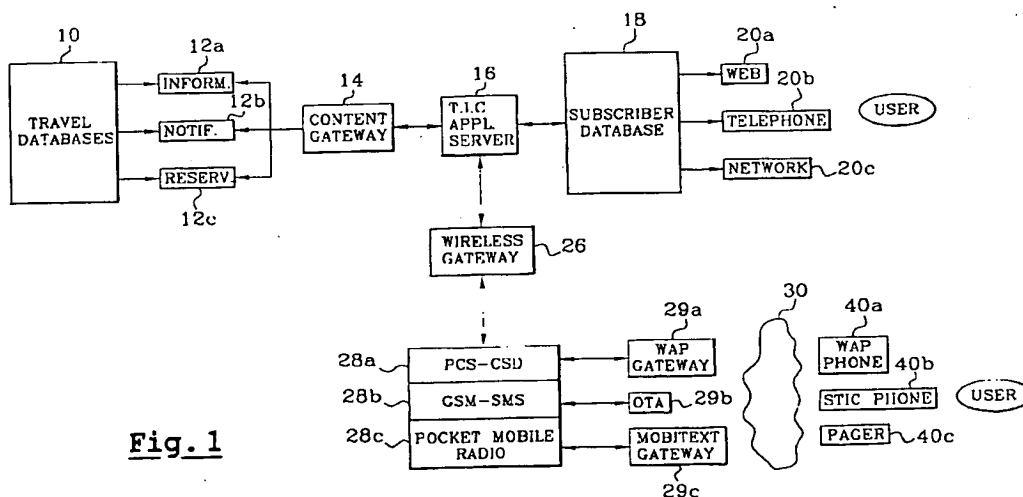 10
12a
INFORM.
12b
NOTIF.
TRAVEL
DATABASES
RESERV.
12c
14
CONTENT
GATEWAY
16
T.I.C
APPL.
SERVER
18
SUBSCRIBER
DATABASE
20a
WEB
20b
TELEPHONE
USER
NETWORK
20c
WIRELESS
GATEWAY
26
28a
PCS-CSD
28b
GSM-SMS
28c
POCKET MOBILE
RADIO
29a
WAP
GATEWAY
OTA
29b
MOBITEXT
GATEWAY
29c
30
40a
WAP
PHONE
40b
STIC PHONE
USER
PAGER
40c
Fig. 1